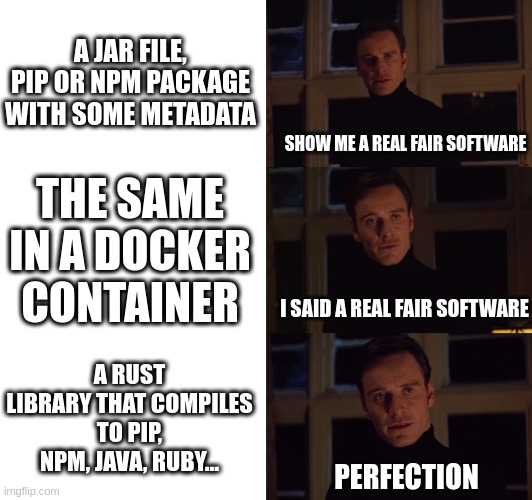 A JAR FILE,
PIP OR NPM PACKAGE
WITH SOME METADATA
SHOW ME A REAL FAIR SOFTWARE
THE SAME
IN A DOCKER
CONTAINER
I SAID A REAL FAIR SOFTWARE
A RUST
LIBRARY THAT COMPILES
TO PIP,
NPM, JAVA, RUBY...
PERFECTION
imgflip.com